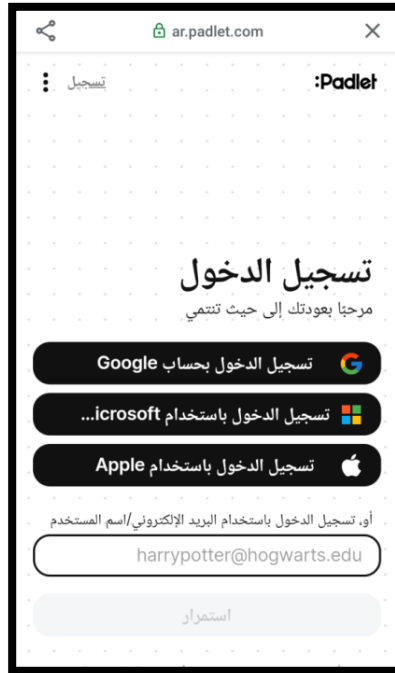 ar.padlet.com
:Padlet
تسجيل
تسجيل الدخول
مرحبًا بعودتك إلى حيث تنتمي
تسجيل الدخول بحساب Google
تسجيل الدخول باستخدام icrosoft...
تسجيل الدخول باستخدام Apple
أو، تسجيل الدخول باستخدام البريد الإلكتروني/اسم المستخدم
harrypotter@hogwarts.edu
استمرار